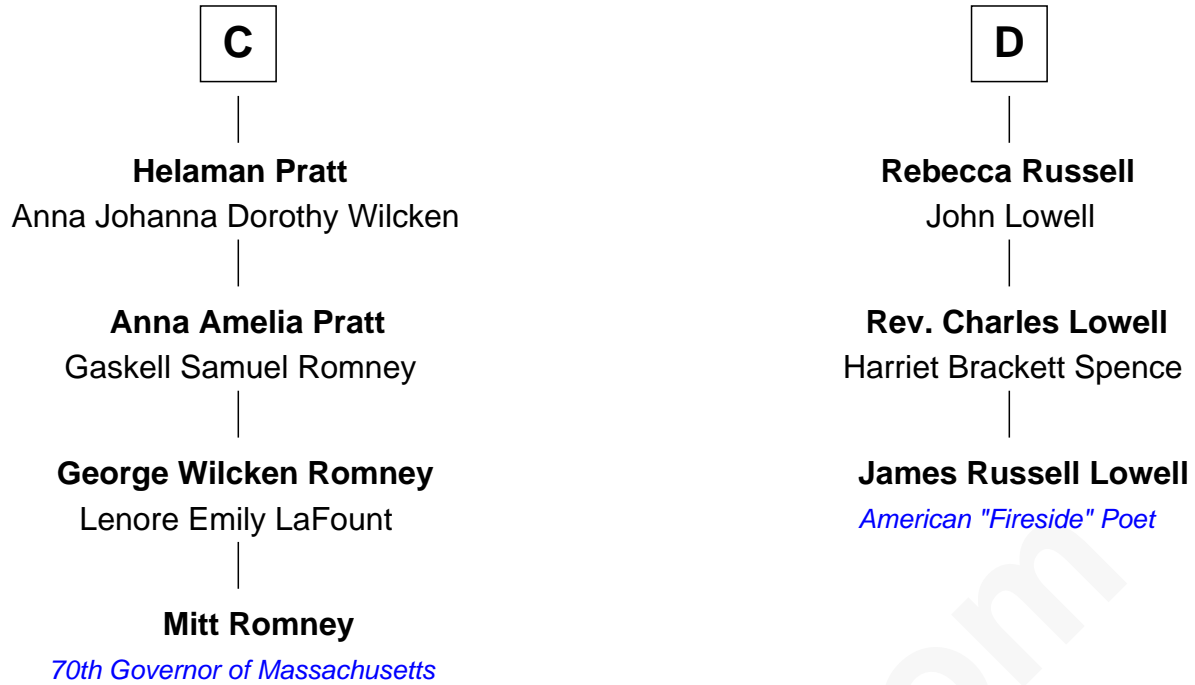 C
Helaman Pratt
Anna Johanna Dorothy Wilcken
Anna Amelia Pratt
Gaskell Samuel Romney
George Wilcken Romney
Lenore Emily LaFount
Mitt Romney
70th Governor of Massachusetts
D
Rebecca Russell
John Lowell
Rev. Charles Lowell
Harriet Brackett Spence
James Russell Lowell
American "Fireside" Poet
om